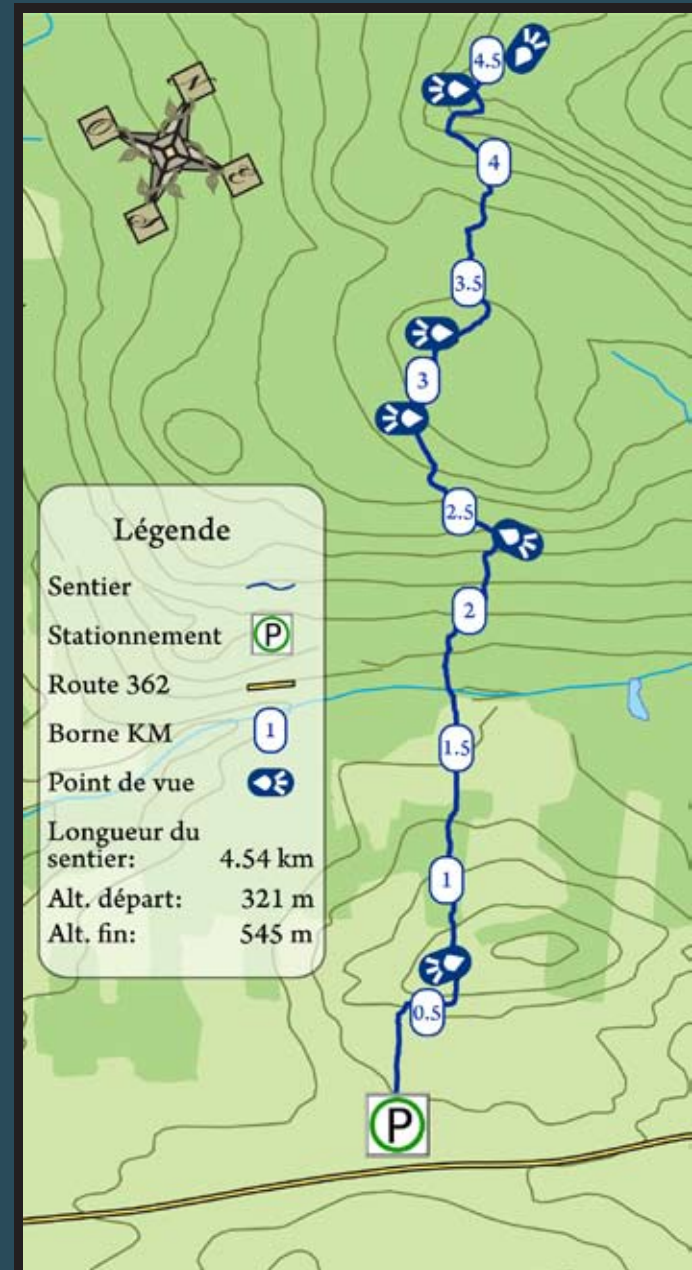 N
O
E
S
4.5
4
3.5
3
2.5
2
1.5
1
0.5
P
Légende
Sentier
Stationnement P
Route 362
Borne KM 1
Point de vue
Longueur du
sentier: 4.54 km
Alt. départ: 321 m
Alt. fin: 545 m